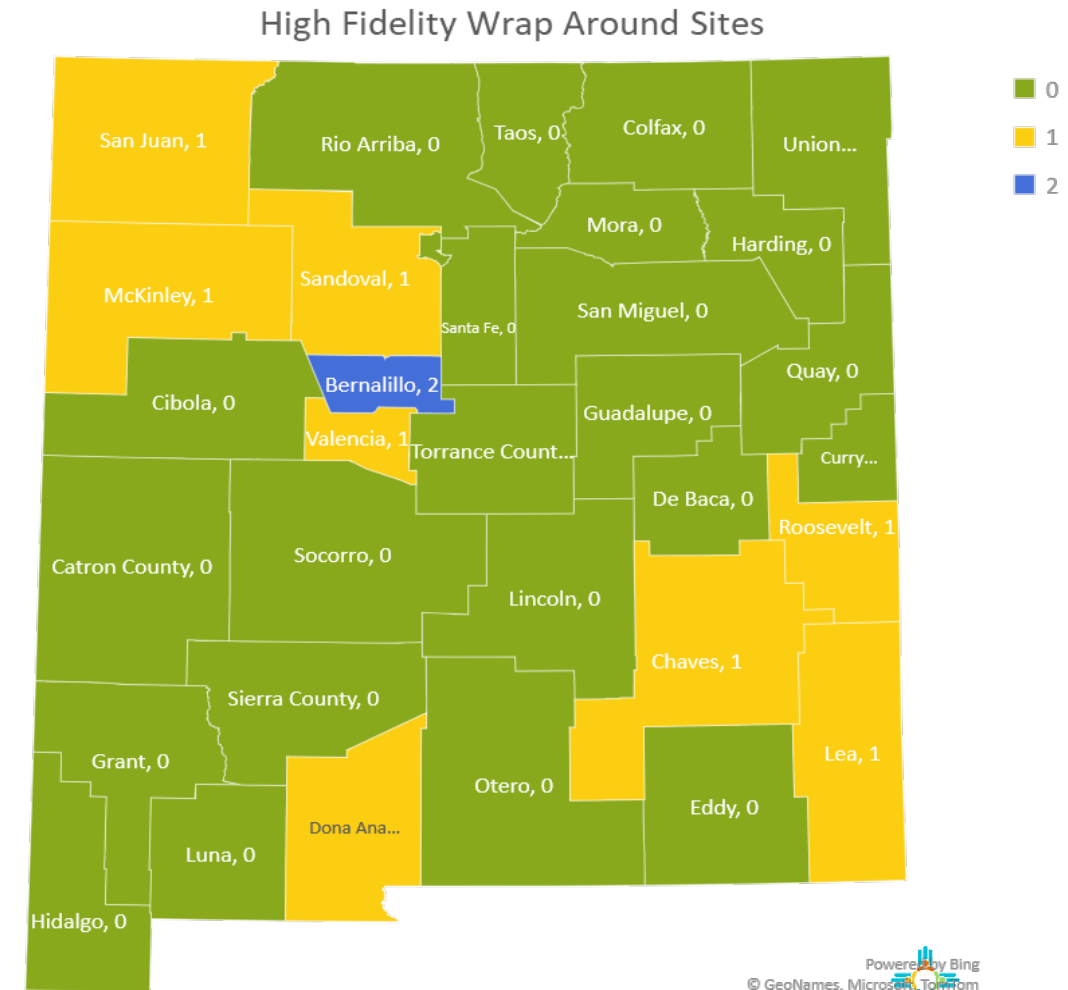 High Fidelity Wrap Around Sites
0
1
2
San Juan, 1
Rio Arriba, 0
Taos, 0
Colfax, 0
Union...
Mora, 0
Harding, 0
McKinley, 1
Sandoval, 1
Santa Fe, 0
San Miguel, 0
Quay, 0
Cibola, 0
Bernalillo, 2
Guadalupe, 0
Valencia, 1
Torrance Count...
Curry...
De Baca, 0
Roosevelt, 1
Catron County, 0
Socorro, 0
Lincoln, 0
Chaves, 1
Sierra County, 0
Grant, 0
Otero, 0
Lea, 1
Eddy, 0
Dona Ana...
Luna, 0
Hidalgo, 0
Powered by Bing
© GeoNames, Microsoft, TomTom